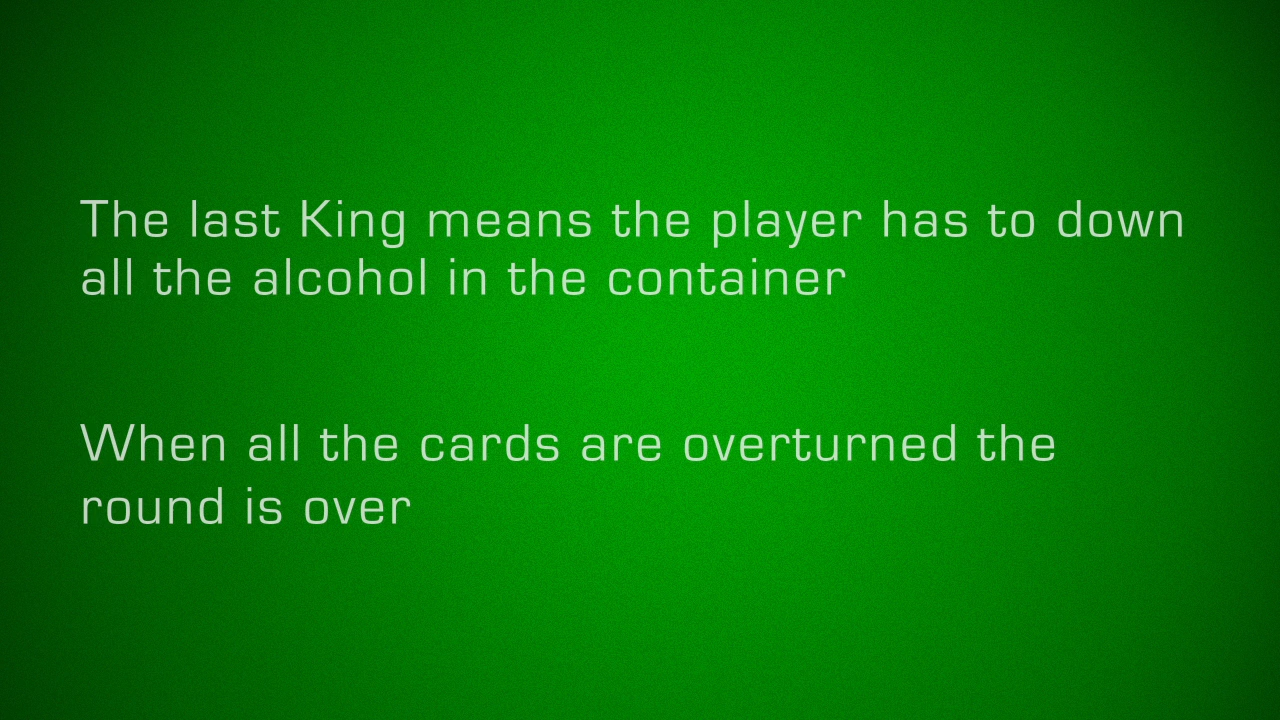 The last King means the player has to down
all the alcohol in the container
When all the cards are overturned the
round is over